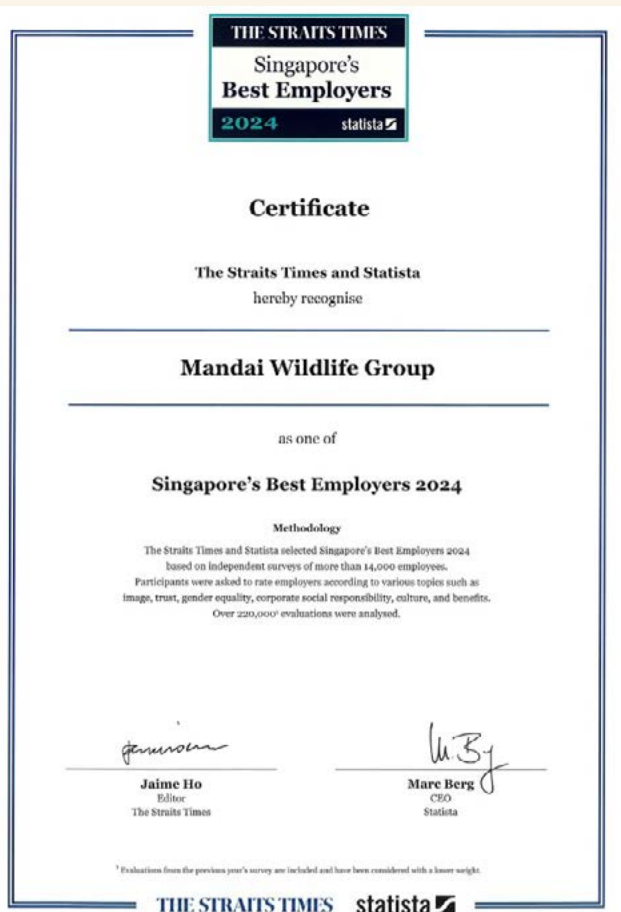 THE STRAITS TIMES
Singapore's
Best Employers
2024 statista
Certificate
The Straits Times and Statista
hereby recognise
Mandai Wildlife Group
as one of
Singapore's Best Employers 2024
Methodology
The Straits Times and Statista selected Singapore's Best Employers 2024
based on independent surveys of more than 14,000 employees.
Participants were asked to rate employers according to various topics such as
image, trust, gender equality, corporate social responsibility, culture, and benefits.
Over 220,000¹ evaluations were analysed.
Jaime Ho
Editor
The Straits Times
Marc Berg
CEO
Statista
¹ Evaluations from the previous year's survey are included and have been considered with a lower weight.
THE STRAITS TIMES statista